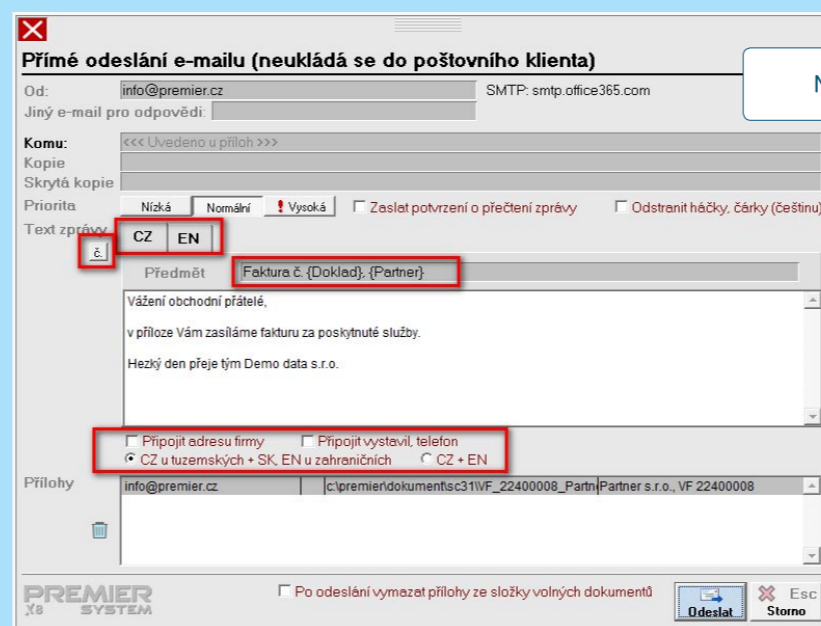 Přímé odeslání e-mailu (neukládá se do poštovního klienta)
Od: info@premier.cz SMTP: smtp.office365.com
Jiný e-mail pro odpovědi:
Komu: <<< Uvedeno u příloh >>>
Kopie
Skrytá kopie
Priorita Nízká Normální ! Vysoká Zaslat potvrzení o přečtení zprávy Odstranit háčky, čárky (češtinu)
Text zprávy CZ EN
č.
Předmět Faktura č. {Doklad}, {Partner}
Vážení obchodní přátelé,
v příloze Vám zasíláme fakturu za poskytnuté služby.
Hezký den přeje tým Demo data s.r.o.
Připojit adresu firmy Připojit vystavil, telefon
CZ u tuzemských + SK, EN u zahraničních CZ + EN
Přílohy info@premier.cz c:\premier\dokument\sc31\VF_22400008_Partn Partner s.r.o., VF 22400008
PREMIER
X8 SYSTEM
Po odeslání vymazat přílohy ze složky volných dokumentů
Odeslat
Esc
Storno